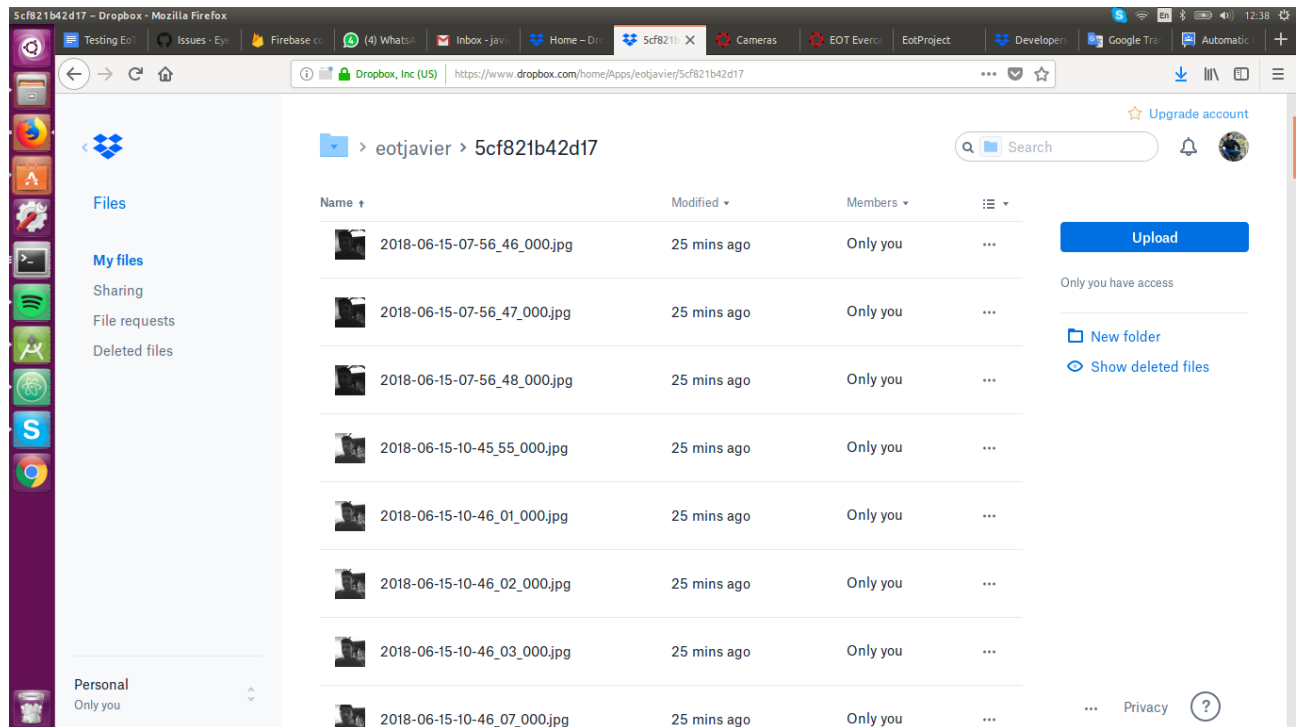 5cf821b42d17 – Dropbox - Mozilla Firefox
En 12:38
Testing EoT
Issues - Eye
Firebase co
(4) WhatsA
Inbox - javi
Home – Dro
5cf821b
Cameras
EOT Everca
EotProject
Developers
Google Tra
Automatic
Dropbox, Inc (US) https://www.dropbox.com/home/Apps/eotjavier/5cf821b42d17
Upgrade account
eotjavier > 5cf821b42d17
Search
Files
My files
Sharing
File requests
Deleted files
Name Modified Members
2018-06-15-07-56_46_000.jpg 25 mins ago Only you
2018-06-15-07-56_47_000.jpg 25 mins ago Only you
2018-06-15-07-56_48_000.jpg 25 mins ago Only you
2018-06-15-10-45_55_000.jpg 25 mins ago Only you
2018-06-15-10-46_01_000.jpg 25 mins ago Only you
2018-06-15-10-46_02_000.jpg 25 mins ago Only you
2018-06-15-10-46_03_000.jpg 25 mins ago Only you
2018-06-15-10-46_07_000.jpg 25 mins ago Only you
Upload
Only you have access
New folder
Show deleted files
Personal
Only you
Privacy
?